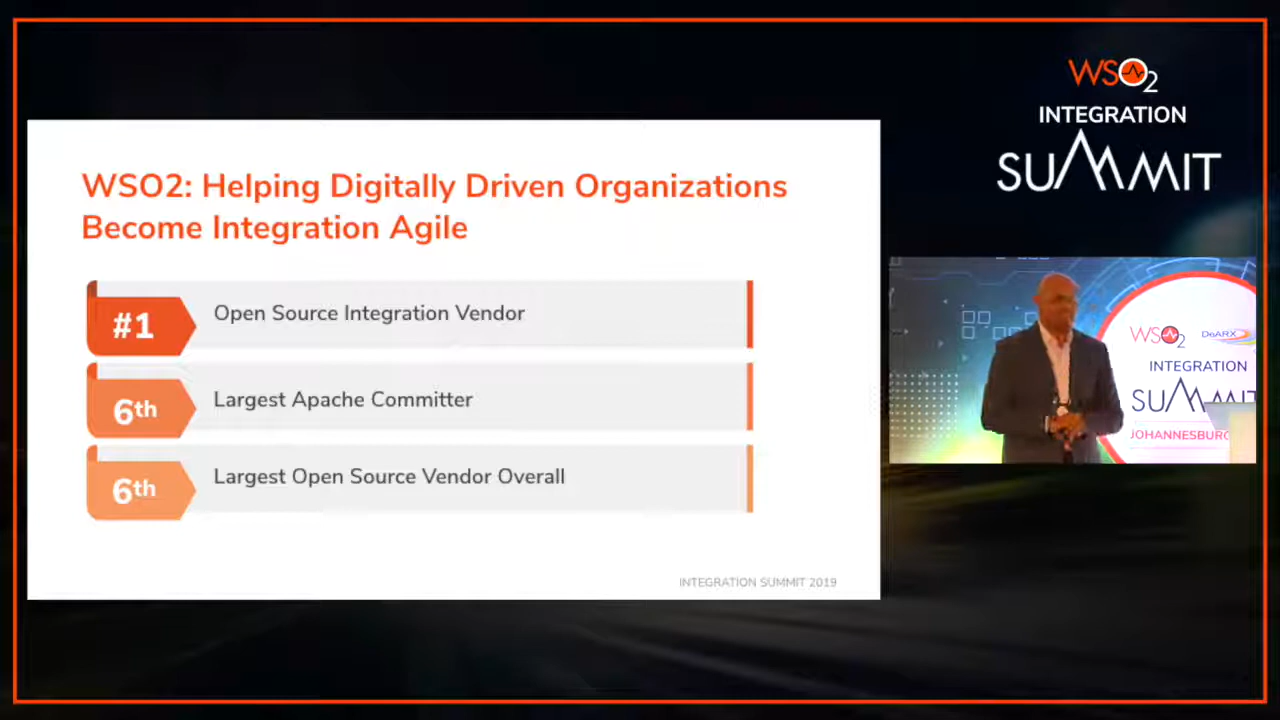 WSO2: Helping Digitally Driven Organizations
Become Integration Agile
#1
Open Source Integration Vendor
6th
Largest Apache Committer
6th
Largest Open Source Vendor Overall
INTEGRATION SUMMIT 2019
WSO2
INTEGRATION
SUMMIT
WSO2
DeARX
INTEGRATION
SUMMIT
JOHANNESBURG